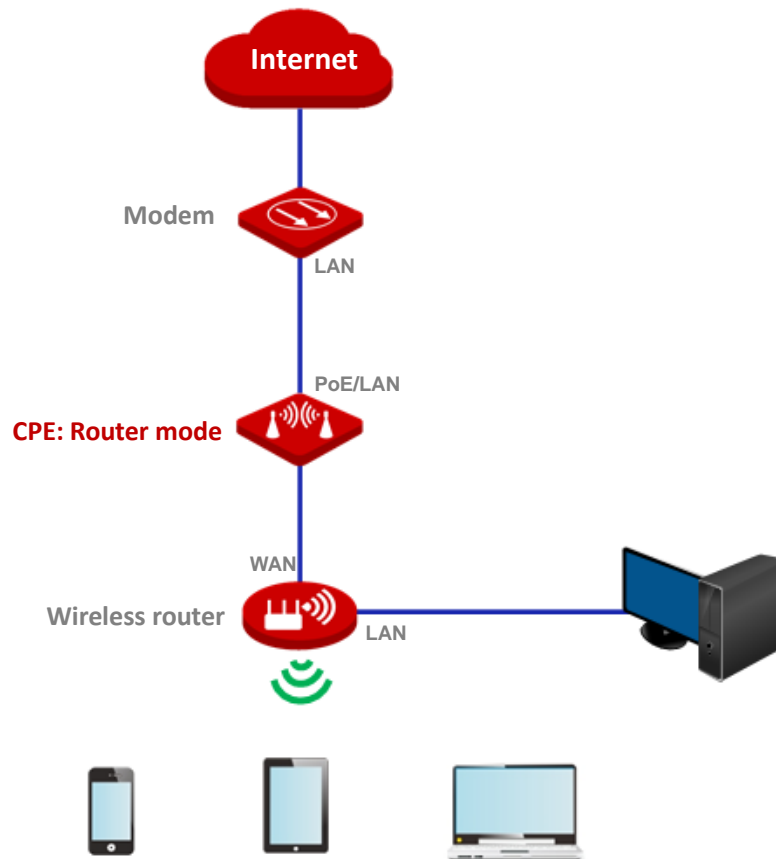 Internet
Modem
LAN
PoE/LAN
CPE: Router mode
WAN
Wireless router
LAN